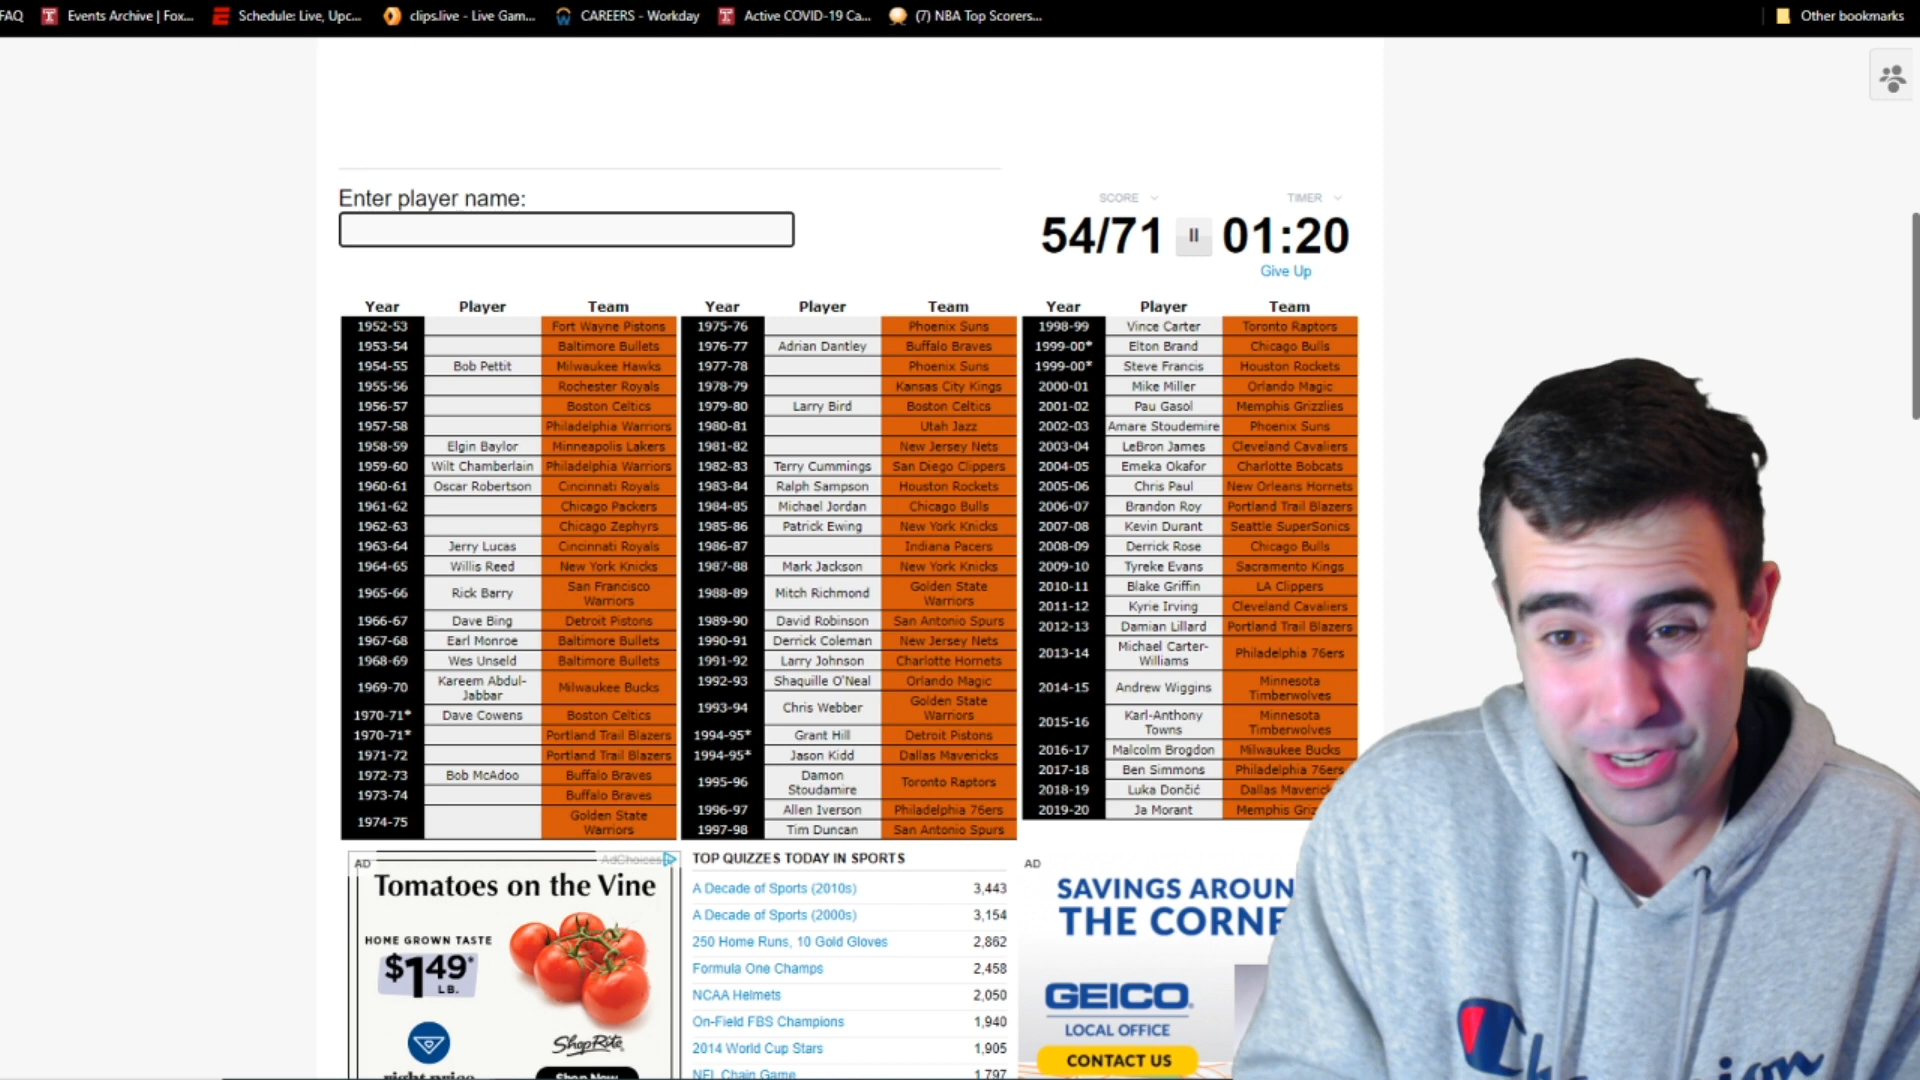 FAQ Events Archive | Fox... Schedule: Live, Upc... clips.live - Live Gam... CAREERS - Workday Active COVID-19 Ca... (7) NBA Top Scorers... Other bookmarks
Enter player name:
SCORE TIMER
54/71 01:20
Give Up
Year Player Team
1952-53 Fort Wayne Pistons
1953-54 Baltimore Bullets
1954-55 Bob Pettit Milwaukee Hawks
1955-56 Rochester Royals
1956-57 Boston Celtics
1957-58 Philadelphia Warriors
1958-59 Elgin Baylor Minneapolis Lakers
1959-60 Wilt Chamberlain Philadelphia Warriors
1960-61 Oscar Robertson Cincinnati Royals
1961-62 Chicago Packers
1962-63 Chicago Zephyrs
1963-64 Jerry Lucas Cincinnati Royals
1964-65 Willis Reed New York Knicks
1965-66 Rick Barry San Francisco
Warriors
1966-67 Dave Bing Detroit Pistons
1967-68 Earl Monroe Baltimore Bullets
1968-69 Wes Unseld Baltimore Bullets
1969-70 Kareem Abdul-
Jabbar Milwaukee Bucks
1970-71* Dave Cowens Boston Celtics
1970-71* Portland Trail Blazers
1971-72 Portland Trail Blazers
1972-73 Bob McAdoo Buffalo Braves
1973-74 Buffalo Braves
1974-75 Golden State
Warriors
Year Player Team
1975-76 Phoenix Suns
1976-77 Adrian Dantley Buffalo Braves
1977-78 Phoenix Suns
1978-79 Kansas City Kings
1979-80 Larry Bird Boston Celtics
1980-81 Utah Jazz
1981-82 New Jersey Nets
1982-83 Terry Cummings San Diego Clippers
1983-84 Ralph Sampson Houston Rockets
1984-85 Michael Jordan Chicago Bulls
1985-86 Patrick Ewing New York Knicks
1986-87 Indiana Pacers
1987-88 Mark Jackson New York Knicks
1988-89 Mitch Richmond Golden State
Warriors
1989-90 David Robinson San Antonio Spurs
1990-91 Derrick Coleman New Jersey Nets
1991-92 Larry Johnson Charlotte Hornets
1992-93 Shaquille O'Neal Orlando Magic
1993-94 Chris Webber Golden State
Warriors
1994-95* Grant Hill Detroit Pistons
1994-95* Jason Kidd Dallas Mavericks
1995-96 Damon
Stoudamire Toronto Raptors
1996-97 Allen Iverson Philadelphia 76ers
1997-98 Tim Duncan San Antonio Spurs
Year Player Team
1998-99 Vince Carter Toronto Raptors
1999-00* Elton Brand Chicago Bulls
1999-00* Steve Francis Houston Rockets
2000-01 Mike Miller Orlando Magic
2001-02 Pau Gasol Memphis Grizzlies
2002-03 Amare Stoudemire Phoenix Suns
2003-04 LeBron James Cleveland Cavaliers
2004-05 Emeka Okafor Charlotte Bobcats
2005-06 Chris Paul New Orleans Hornets
2006-07 Brandon Roy Portland Trail Blazers
2007-08 Kevin Durant Seattle SuperSonics
2008-09 Derrick Rose Chicago Bulls
2009-10 Tyreke Evans Sacramento Kings
2010-11 Blake Griffin LA Clippers
2011-12 Kyrie Irving Cleveland Cavaliers
2012-13 Damian Lillard Portland Trail Blazers
2013-14 Michael Carter-
Williams Philadelphia 76ers
2014-15 Andrew Wiggins Minnesota
Timberwolves
2015-16 Karl-Anthony
Towns Minnesota
Timberwolves
2016-17 Malcolm Brogdon Milwaukee Bucks
2017-18 Ben Simmons Philadelphia 76ers
2018-19 Luka Dončić Dallas Maverick
2019-20 Ja Morant Memphis Griz
AD AdChoices
Tomatoes on the Vine
HOME GROWN TASTE
$1.49*
LB.
ShopRite
right price
Shop Now
TOP QUIZZES TODAY IN SPORTS
A Decade of Sports (2010s) 3,443
A Decade of Sports (2000s) 3,154
250 Home Runs, 10 Gold Gloves 2,862
Formula One Champs 2,458
NCAA Helmets 2,050
On-Field FBS Champions 1,940
2014 World Cup Stars 1,905
NFL Chain Game 1,797
AD
SAVINGS AROUN
THE CORNE
GEICO
LOCAL OFFICE
CONTACT US
Champion